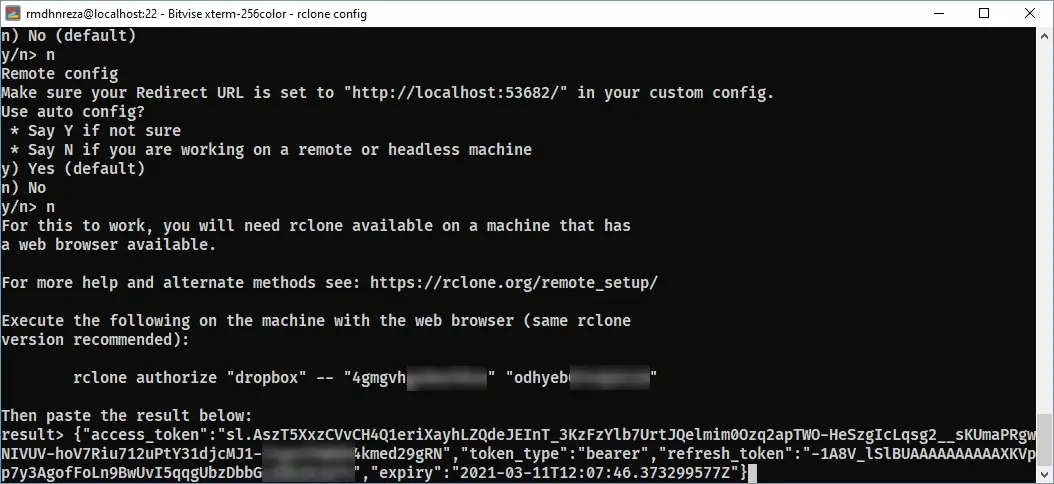 rmdhnreza@localhost:22 - Bitvise xterm-256color - rclone config
n) No (default)
y/n> n
Remote config
Make sure your Redirect URL is set to "http://localhost:53682/" in your custom config.
Use auto config?
 * Say Y if not sure
 * Say N if you are working on a remote or headless machine
y) Yes (default)
n) No
y/n> n
For this to work, you will need rclone available on a machine that has
a web browser available.
For more help and alternate methods see: https://rclone.org/remote_setup/
Execute the following on the machine with the web browser (same rclone
version recommended):
rclone authorize "dropbox" -- "4gmgvh" "odhyeb"
Then paste the result below:
result> {"access_token":"sl.AszT5XxzCVvCH4Q1eriXayhLZQdeJEInT_3KzFzYlb7UrtJQelmim0Ozq2apTWO-HeSzgIcLqsg2__sKUmaPRgw
NIVUV-hoV7Riu712uPtY31djcMJ1-4kmed29gRN","token_type":"bearer","refresh_token":"-1A8V_lSlBUAAAAAAAAAAXKVp
p7y3AgofFoLn9BwUvI5qqgUbzDbbG","expiry":"2021-03-11T12:07:46.373299577Z"}